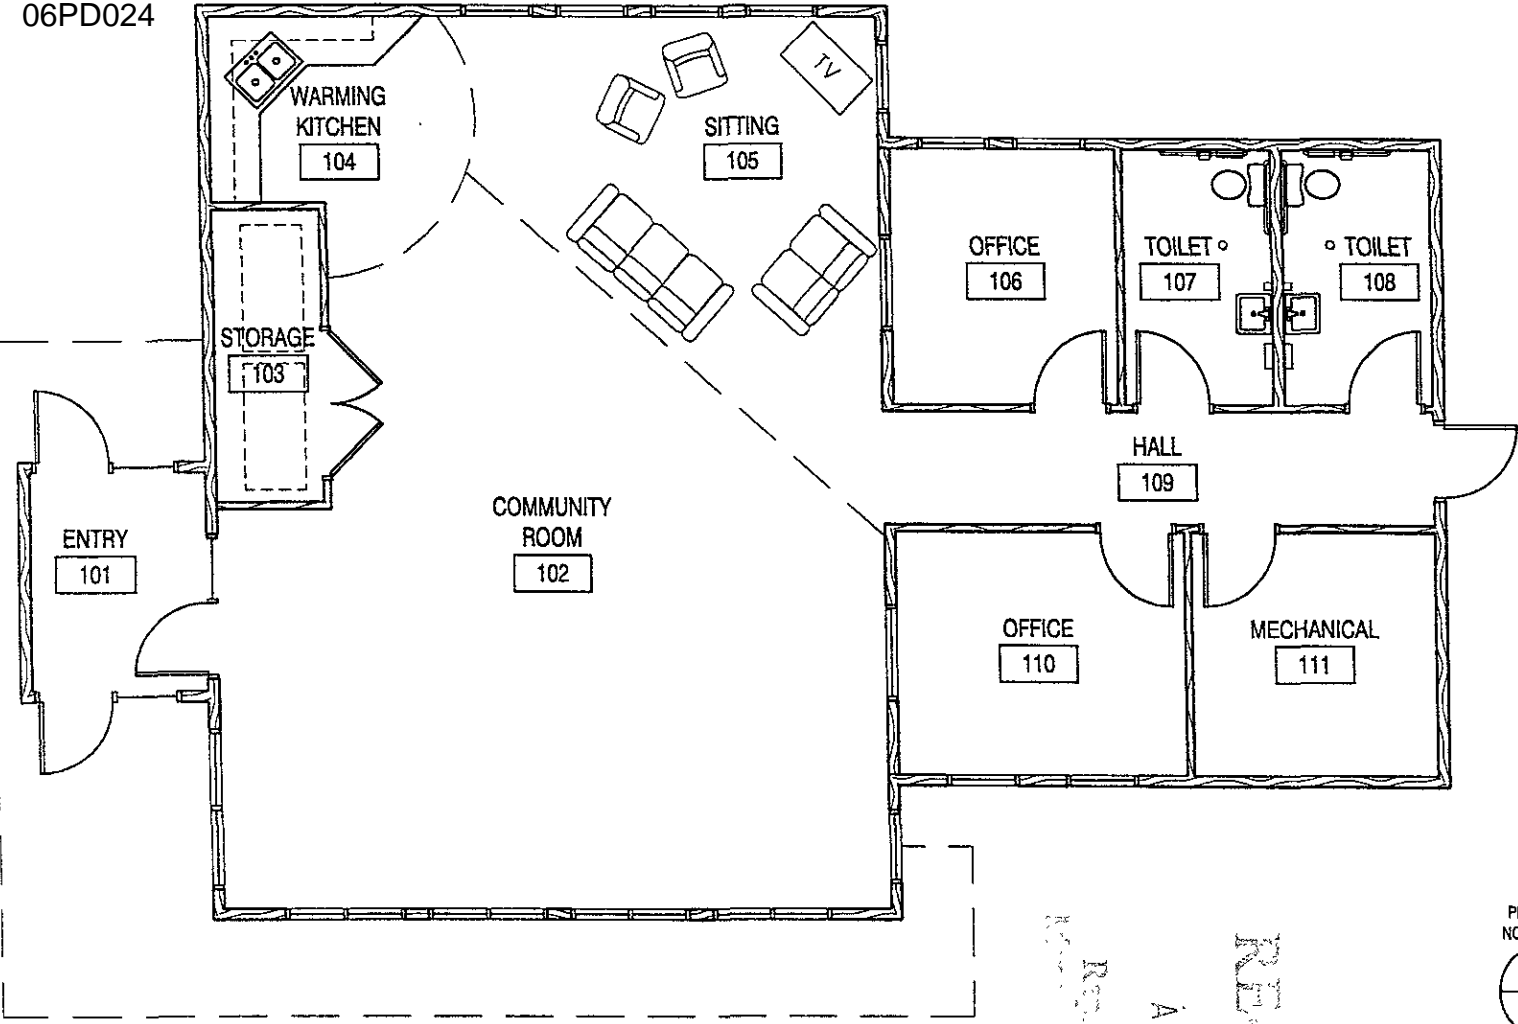 06PD024
WARMING
KITCHEN
104
TV
SITTING
105
OFFICE
106
TOILET
107
TOILET
108
STORAGE
103
HALL
109
COMMUNITY
ROOM
102
ENTRY
101
OFFICE
110
MECHANICAL
111